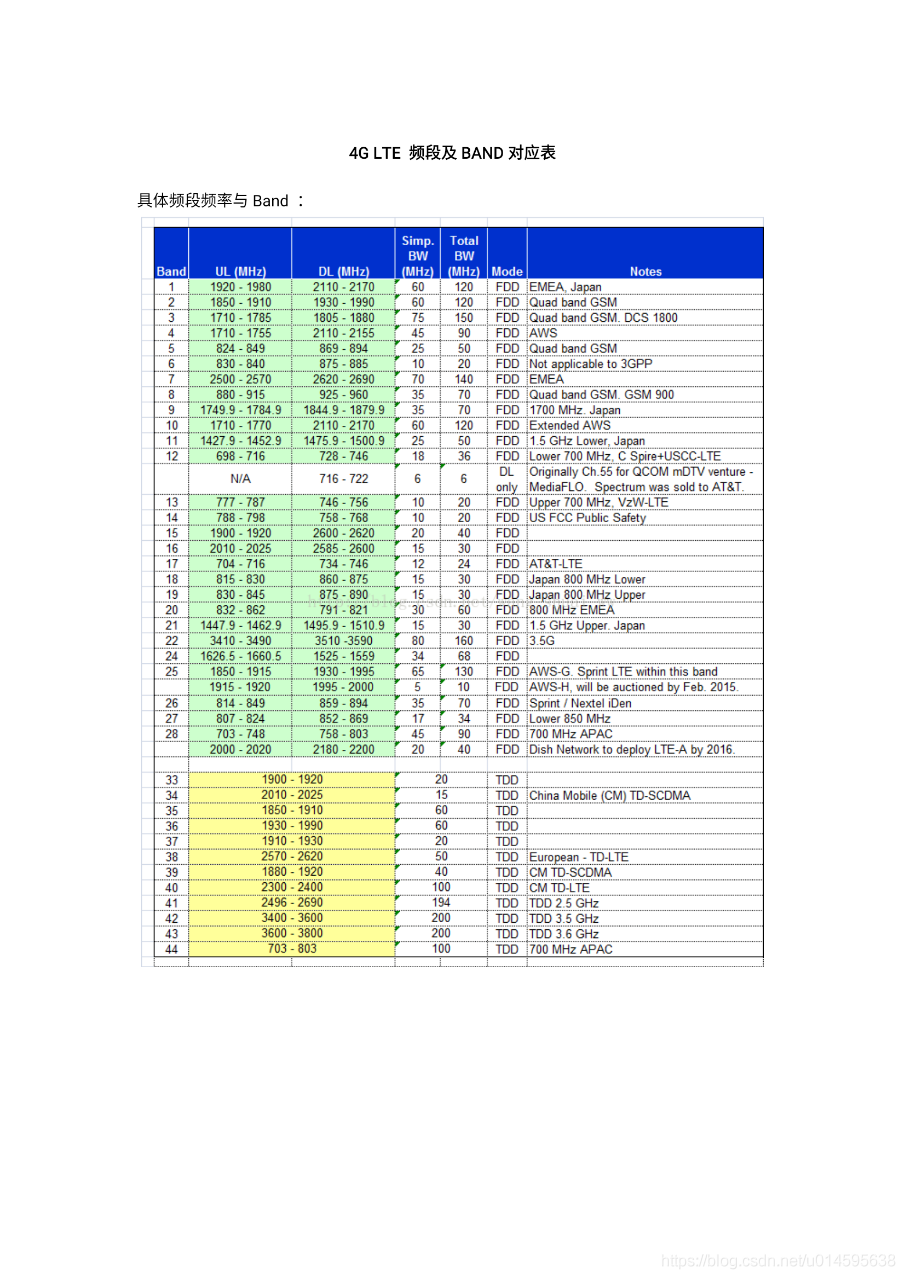 4G LTE 频段及 BAND 对应表
具体频段频率与 Band ：
Band UL (MHz) DL (MHz) Simp. BW (MHz) Total BW (MHz) Mode Notes
1 1920 - 1980 2110 - 2170 60 120 FDD EMEA, Japan
2 1850 - 1910 1930 - 1990 60 120 FDD Quad band GSM
3 1710 - 1785 1805 - 1880 75 150 FDD Quad band GSM. DCS 1800
4 1710 - 1755 2110 - 2155 45 90 FDD AWS
5 824 - 849 869 - 894 25 50 FDD Quad band GSM
6 830 - 840 875 - 885 10 20 FDD Not applicable to 3GPP
7 2500 - 2570 2620 - 2690 70 140 FDD EMEA
8 880 - 915 925 - 960 35 70 FDD Quad band GSM. GSM 900
9 1749.9 - 1784.9 1844.9 - 1879.9 35 70 FDD 1700 MHz. Japan
10 1710 - 1770 2110 - 2170 60 120 FDD Extended AWS
11 1427.9 - 1452.9 1475.9 - 1500.9 25 50 FDD 1.5 GHz Lower, Japan
12 698 - 716 728 - 746 18 36 FDD Lower 700 MHz, C Spire+USCC-LTE
N/A 716 - 722 6 6 DL only Originally Ch.55 for QCOM mDTV venture - MediaFLO. Spectrum was sold to AT&T.
13 777 - 787 746 - 756 10 20 FDD Upper 700 MHz, VzW-LTE
14 788 - 798 758 - 768 10 20 FDD US FCC Public Safety
15 1900 - 1920 2600 - 2620 20 40 FDD
16 2010 - 2025 2585 - 2600 15 30 FDD
17 704 - 716 734 - 746 12 24 FDD AT&T-LTE
18 815 - 830 860 - 875 15 30 FDD Japan 800 MHz Lower
19 830 - 845 875 - 890 15 30 FDD Japan 800 MHz Upper
20 832 - 862 791 - 821 30 60 FDD 800 MHz EMEA
21 1447.9 - 1462.9 1495.9 - 1510.9 15 30 FDD 1.5 GHz Upper. Japan
22 3410 - 3490 3510 -3590 80 160 FDD 3.5G
24 1626.5 - 1660.5 1525 - 1559 34 68 FDD
25 1850 - 1915 1930 - 1995 65 130 FDD AWS-G. Sprint LTE within this band
1915 - 1920 1995 - 2000 5 10 FDD AWS-H, will be auctioned by Feb. 2015.
26 814 - 849 859 - 894 35 70 FDD Sprint / Nextel iDen
27 807 - 824 852 - 869 17 34 FDD Lower 850 MHz
28 703 - 748 758 - 803 45 90 FDD 700 MHz APAC
2000 - 2020 2180 - 2200 20 40 FDD Dish Network to deploy LTE-A by 2016.
33 1900 - 1920 20 TDD
34 2010 - 2025 15 TDD China Mobile (CM) TD-SCDMA
35 1850 - 1910 60 TDD
36 1930 - 1990 60 TDD
37 1910 - 1930 20 TDD
38 2570 - 2620 50 TDD European - TD-LTE
39 1880 - 1920 40 TDD CM TD-SCDMA
40 2300 - 2400 100 TDD CM TD-LTE
41 2496 - 2690 194 TDD TDD 2.5 GHz
42 3400 - 3600 200 TDD TDD 3.5 GHz
43 3600 - 3800 200 TDD TDD 3.6 GHz
44 703 - 803 100 TDD 700 MHz APAC
https://blog.csdn.net/u014595638